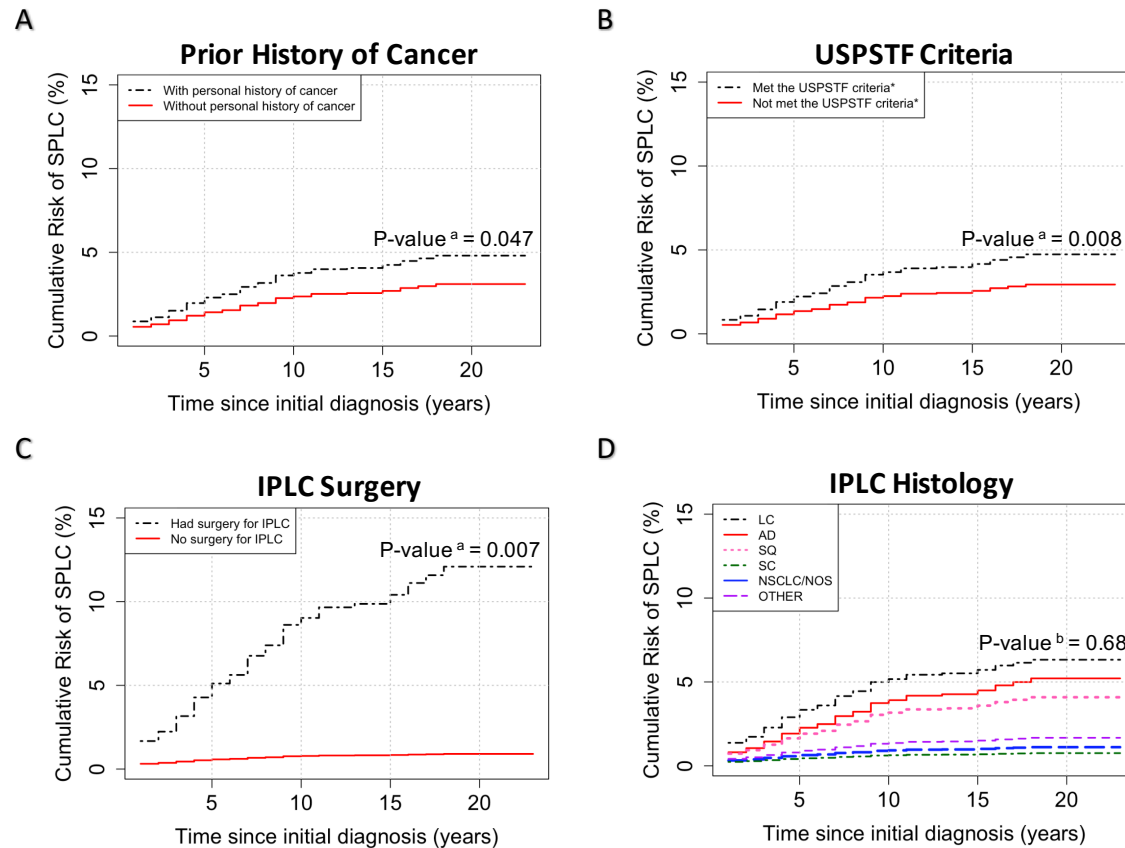 A
Prior History of Cancer
With personal history of cancer
Without personal history of cancer
P-value a = 0.047
Cumulative Risk of SPLC (%)
0
5
10
15
5
10
15
20
Time since initial diagnosis (years)
B
USPSTF Criteria
Met the USPSTF criteria*
Not met the USPSTF criteria*
P-value a = 0.008
Cumulative Risk of SPLC (%)
0
5
10
15
5
10
15
20
Time since initial diagnosis (years)
C
IPLC Surgery
Had surgery for IPLC
No surgery for IPLC
P-value a = 0.007
Cumulative Risk of SPLC (%)
0
5
10
15
5
10
15
20
Time since initial diagnosis (years)
D
IPLC Histology
LC
AD
SQ
SC
NSCLC/NOS
OTHER
P-value b = 0.68
Cumulative Risk of SPLC (%)
0
5
10
15
5
10
15
20
Time since initial diagnosis (years)